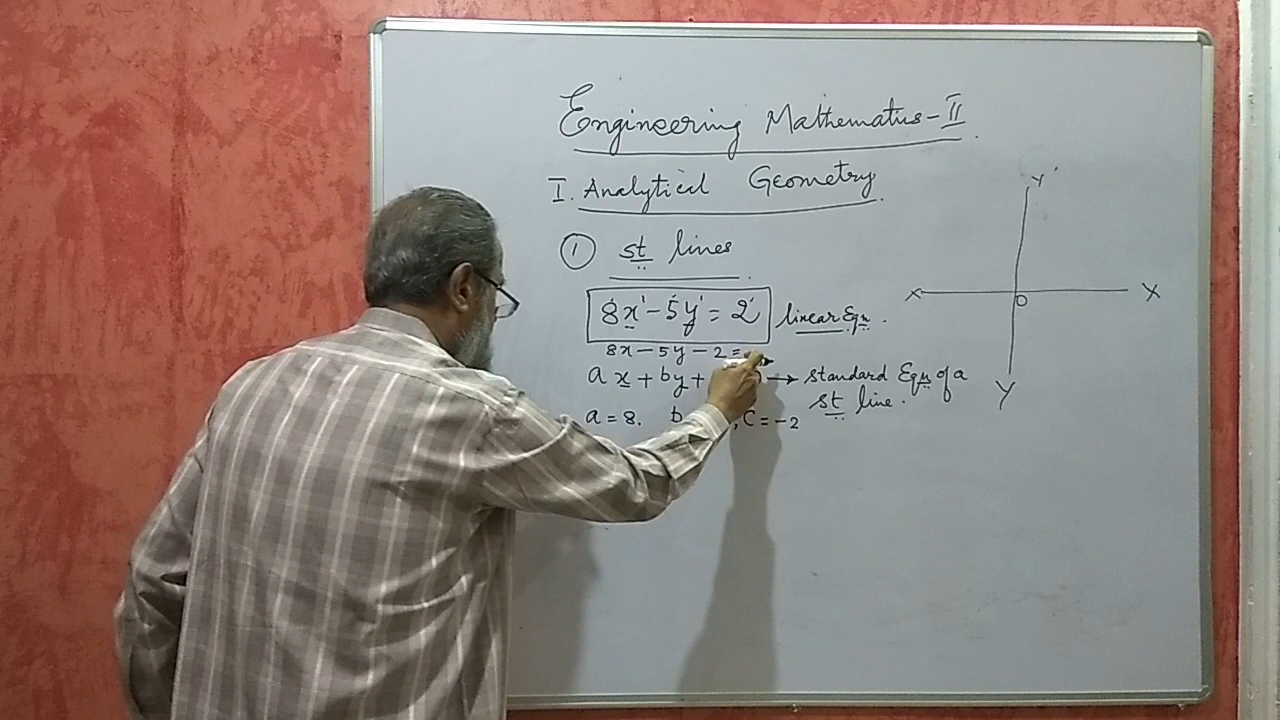 Engineering Mathematics-II
I. Analytical Geometry.
① st lines
8x' - 5y' = 2' linear Eqn.
8x - 5y - 2 =
ax + by + → standard Eqn of a
st line.
a = 8. b , C = -2
Y'
X O X
Y